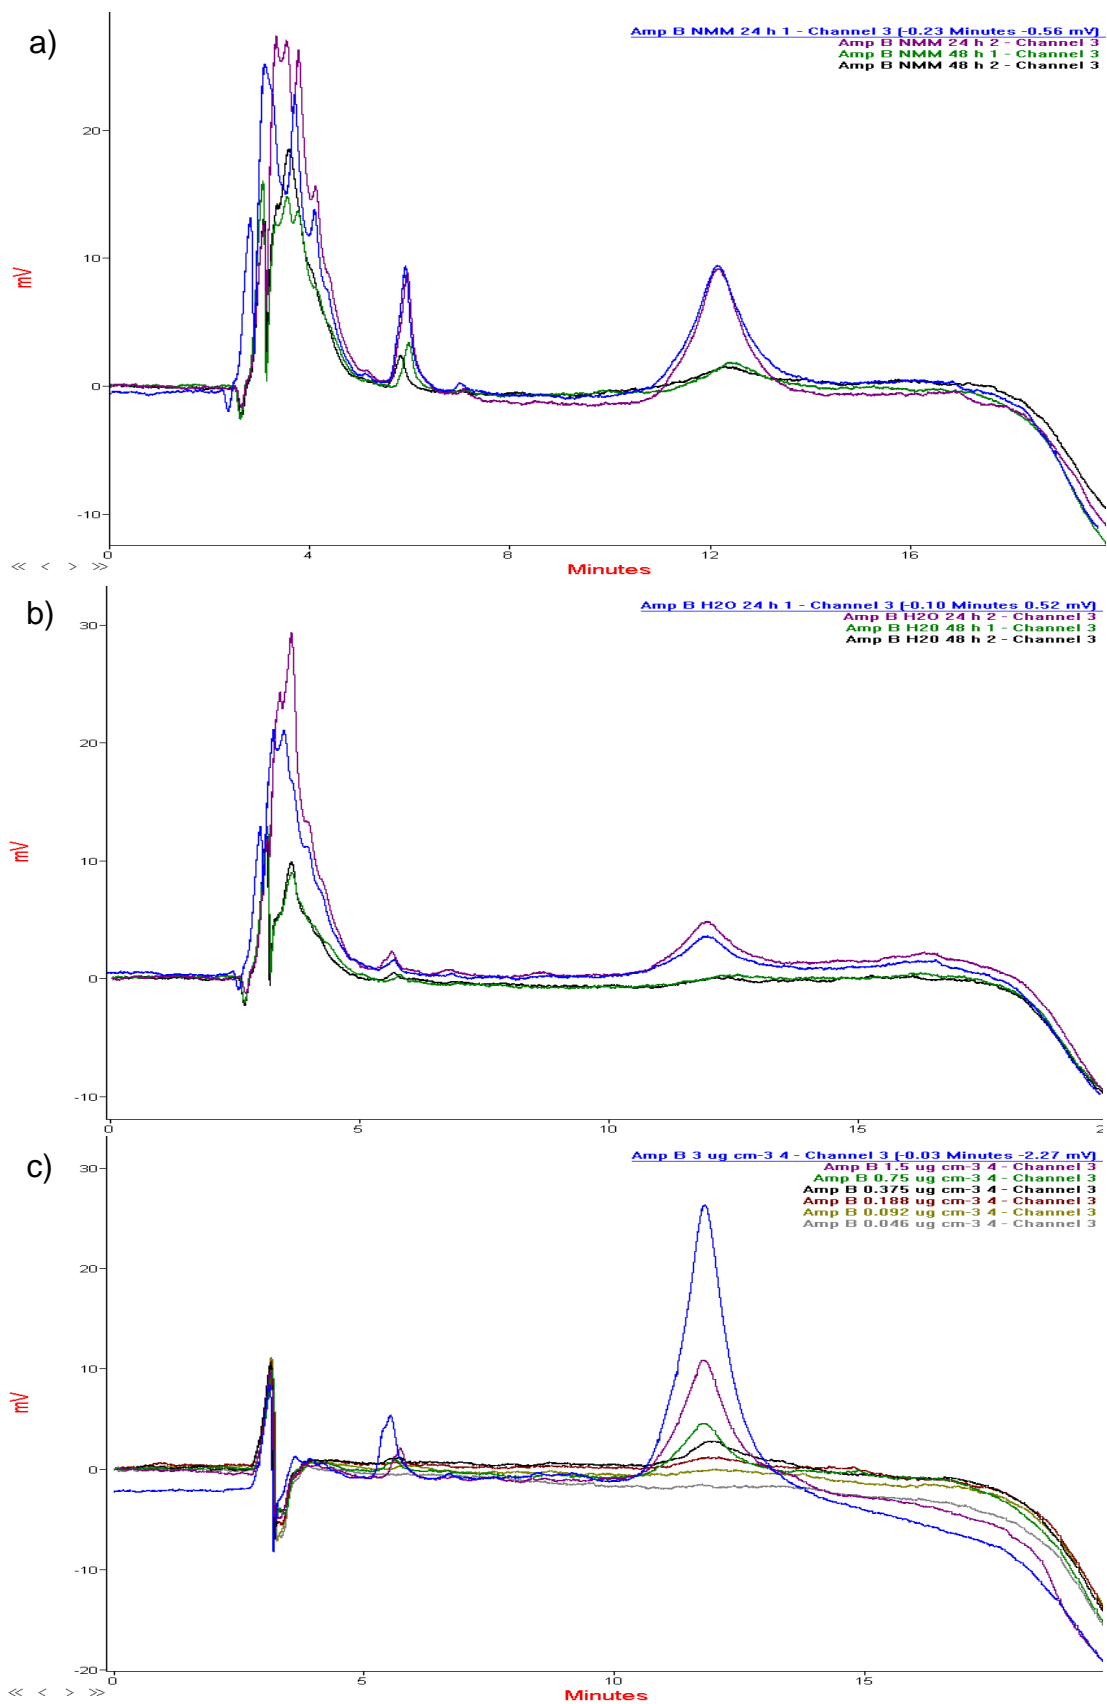 a)
Amp B NMM 24 h 1 - Channel 3 (-0.23 Minutes -0.56 mV)
Amp B NMM 24 h 2 - Channel 3
Amp B NMM 48 h 1 - Channel 3
Amp B NMM 48 h 2 - Channel 3
20
10
0
-10
mV
0 4 8 12 16
<< < > >>
Minutes
b)
Amp B H2O 24 h 1 - Channel 3 (-0.10 Minutes 0.52 mV)
Amp B H2O 24 h 2 - Channel 3
Amp B H20 48 h 1 - Channel 3
Amp B H20 48 h 2 - Channel 3
30
20
10
0
-10
mV
0 5 10 15 2
c)
Amp B 3 ug cm-3 4 - Channel 3 (-0.03 Minutes -2.27 mV)
Amp B 1.5 ug cm-3 4 - Channel 3
Amp B 0.75 ug cm-3 4 - Channel 3
Amp B 0.375 ug cm-3 4 - Channel 3
Amp B 0.188 ug cm-3 4 - Channel 3
Amp B 0.092 ug cm-3 4 - Channel 3
Amp B 0.046 ug cm-3 4 - Channel 3
30
20
10
0
-10
-20
mV
0 5 10 15
<< < > >>
Minutes